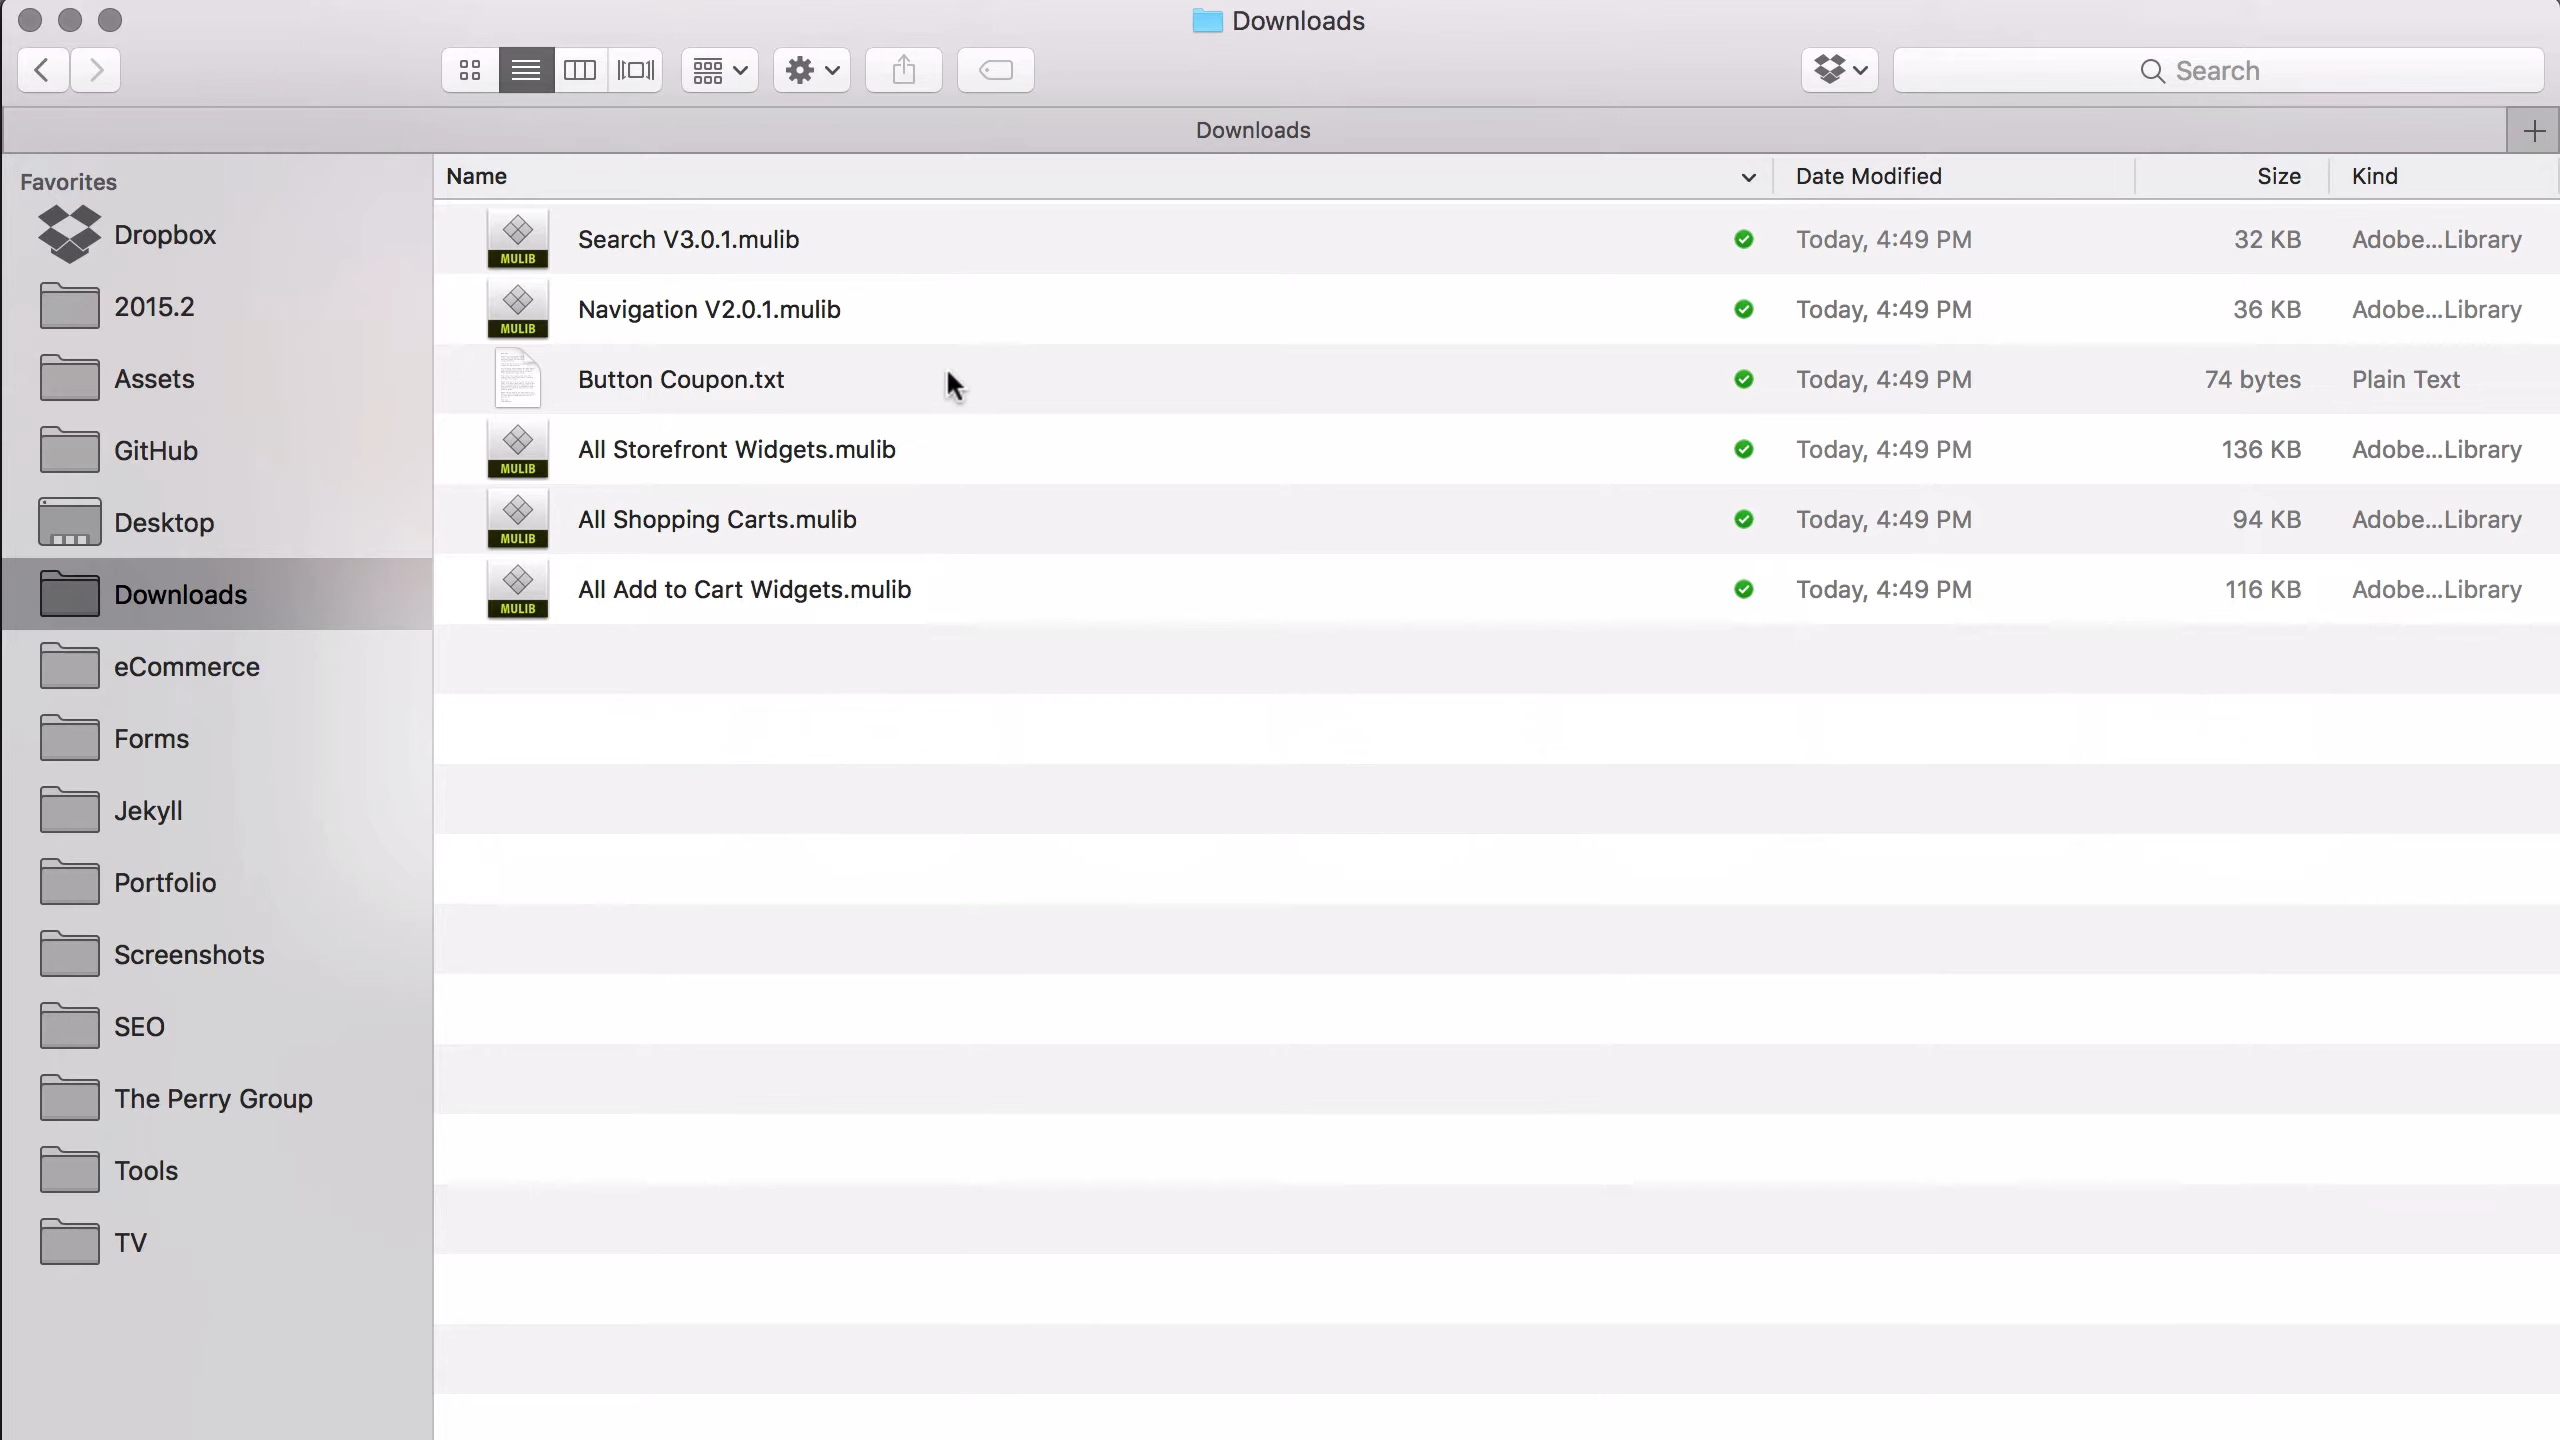 Downloads
Search
Downloads
Favorites
Dropbox
2015.2
Assets
GitHub
Desktop
Downloads
eCommerce
Forms
Jekyll
Portfolio
Screenshots
SEO
The Perry Group
Tools
TV
Name Date Modified Size Kind
MULIB Search V3.0.1.mulib Today, 4:49 PM 32 KB Adobe...Library
MULIB Navigation V2.0.1.mulib Today, 4:49 PM 36 KB Adobe...Library
Button Coupon.txt Today, 4:49 PM 74 bytes Plain Text
MULIB All Storefront Widgets.mulib Today, 4:49 PM 136 KB Adobe...Library
MULIB All Shopping Carts.mulib Today, 4:49 PM 94 KB Adobe...Library
MULIB All Add to Cart Widgets.mulib Today, 4:49 PM 116 KB Adobe...Library